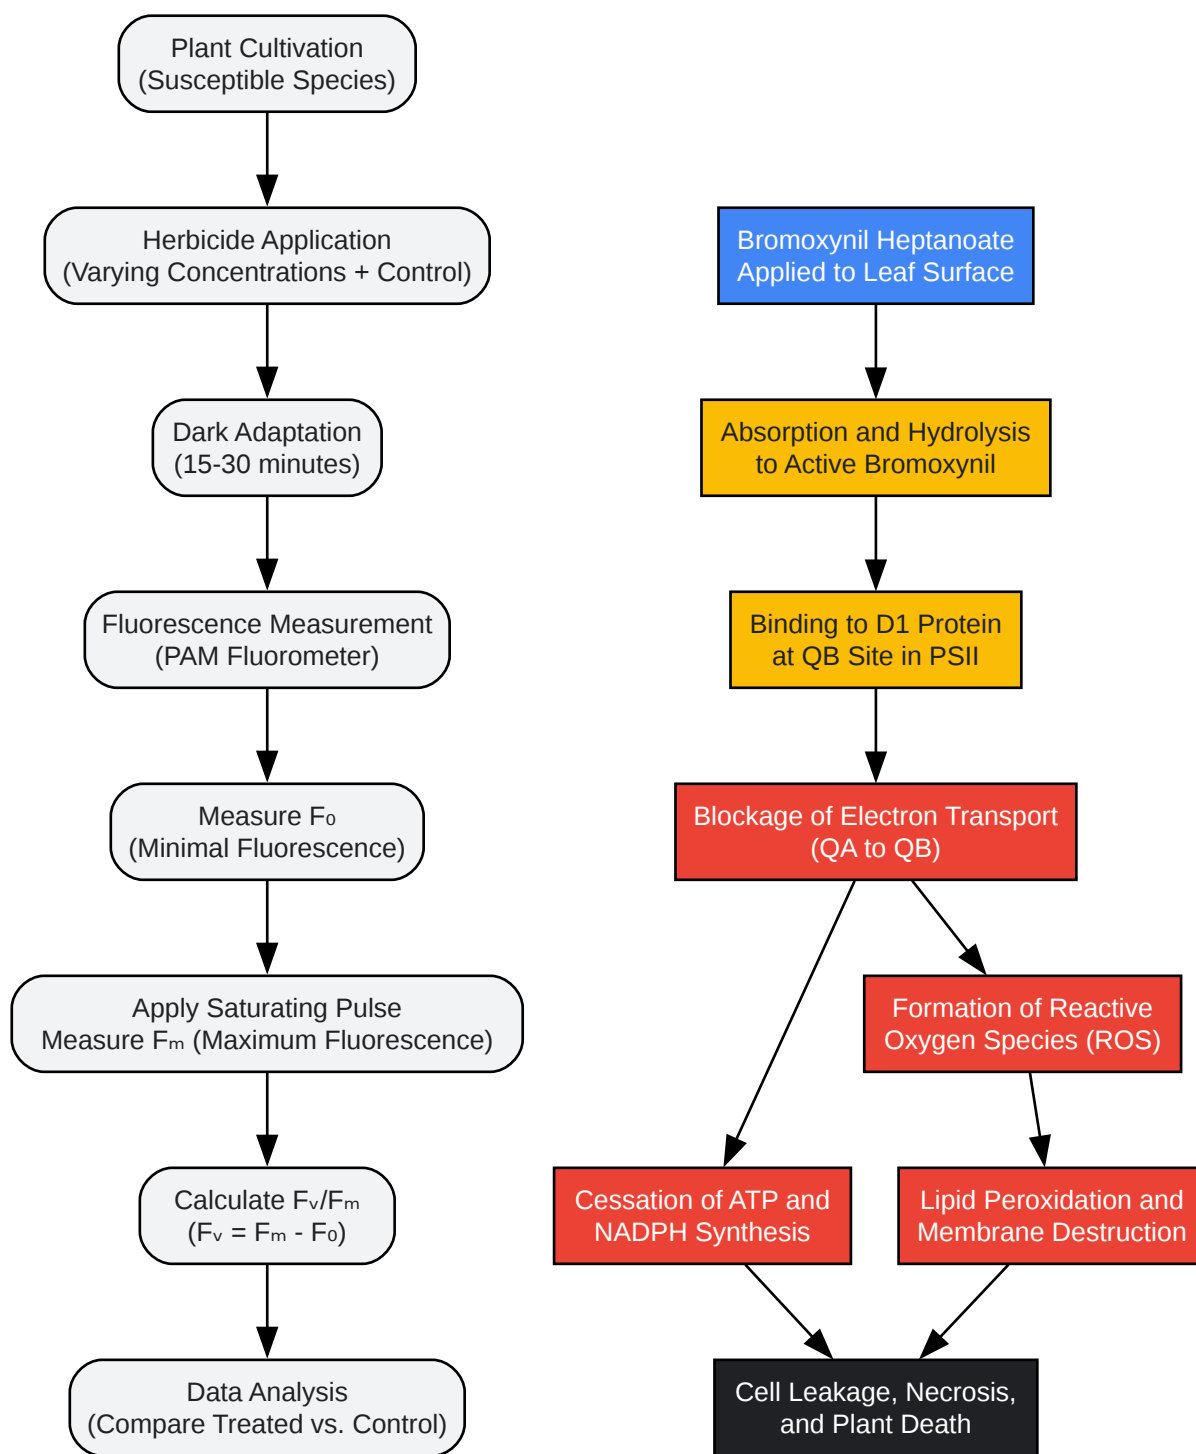 Plant Cultivation
(Susceptible Species)
Herbicide Application
(Varying Concentrations + Control)
Dark Adaptation
(15-30 minutes)
Fluorescence Measurement
(PAM Fluorometer)
Measure F₀
(Minimal Fluorescence)
Apply Saturating Pulse
Measure Fₘ (Maximum Fluorescence)
Calculate Fᵥ/Fₘ
(Fᵥ = Fₘ - F₀)
Data Analysis
(Compare Treated vs. Control)
Bromoxynil Heptanoate
Applied to Leaf Surface
Absorption and Hydrolysis
to Active Bromoxynil
Binding to D1 Protein
at QB Site in PSII
Blockage of Electron Transport
(QA to QB)
Formation of Reactive
Oxygen Species (ROS)
Cessation of ATP and
NADPH Synthesis
Lipid Peroxidation and
Membrane Destruction
Cell Leakage, Necrosis,
and Plant Death